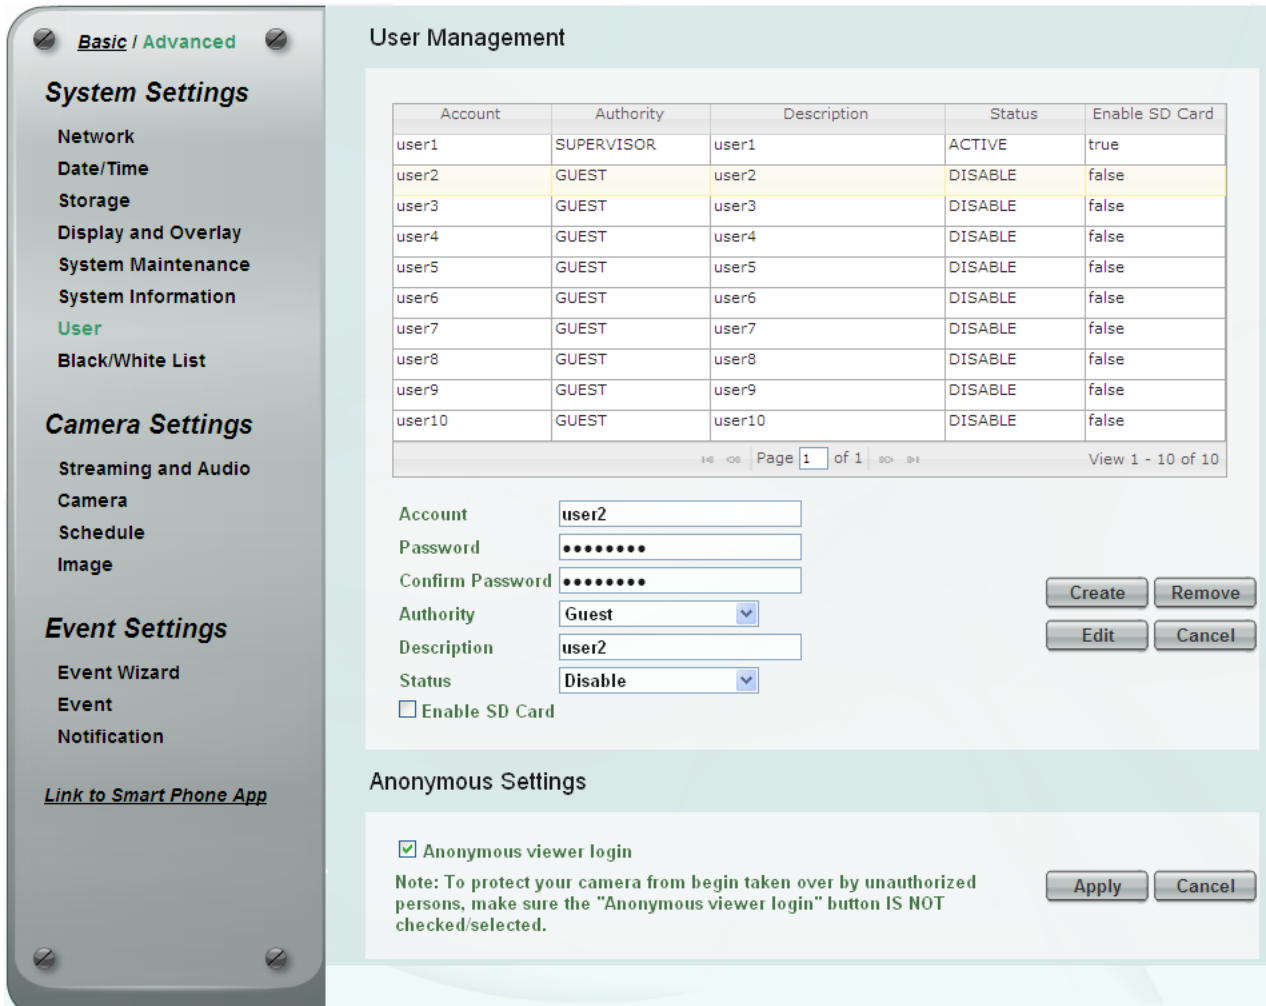 Basic / Advanced
System Settings
Network
Date/Time
Storage
Display and Overlay
System Maintenance
System Information
User
Black/White List
Camera Settings
Streaming and Audio
Camera
Schedule
Image
Event Settings
Event Wizard
Event
Notification
Link to Smart Phone App
User Management
Account Authority Description Status Enable SD Card
user1 SUPERVISOR user1 ACTIVE true
user2 GUEST user2 DISABLE false
user3 GUEST user3 DISABLE false
user4 GUEST user4 DISABLE false
user5 GUEST user5 DISABLE false
user6 GUEST user6 DISABLE false
user7 GUEST user7 DISABLE false
user8 GUEST user8 DISABLE false
user9 GUEST user9 DISABLE false
user10 GUEST user10 DISABLE false
Page 1 of 1 View 1 - 10 of 10
Account user2
Password ••••••••
Confirm Password ••••••••
Authority Guest
Description user2
Status Disable
Enable SD Card
Create Remove
Edit Cancel
Anonymous Settings
Anonymous viewer login
Note: To protect your camera from begin taken over by unauthorized
persons, make sure the "Anonymous viewer login" button IS NOT
checked/selected.
Apply Cancel